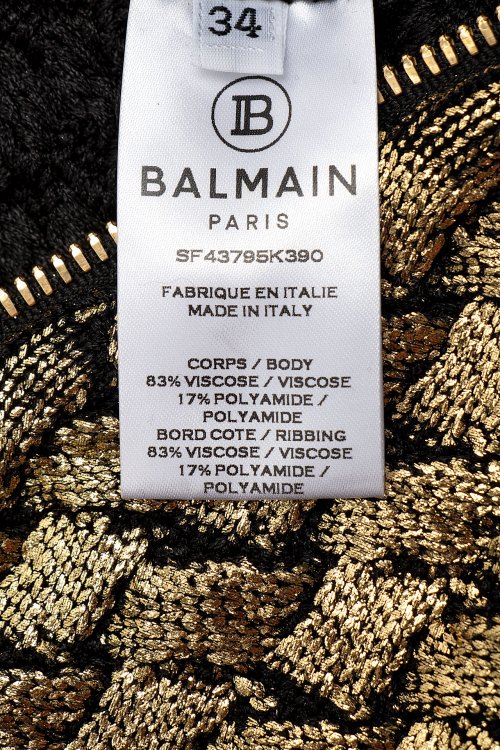 34
B
BALMAIN
PARIS
SF43795K390
FABRIQUE EN ITALIE
MADE IN ITALY
CORPS / BODY
83% VISCOSE / VISCOSE
17% POLYAMIDE /
POLYAMIDE
BORD COTE / RIBBING
83% VISCOSE / VISCOSE
17% POLYAMIDE /
POLYAMIDE